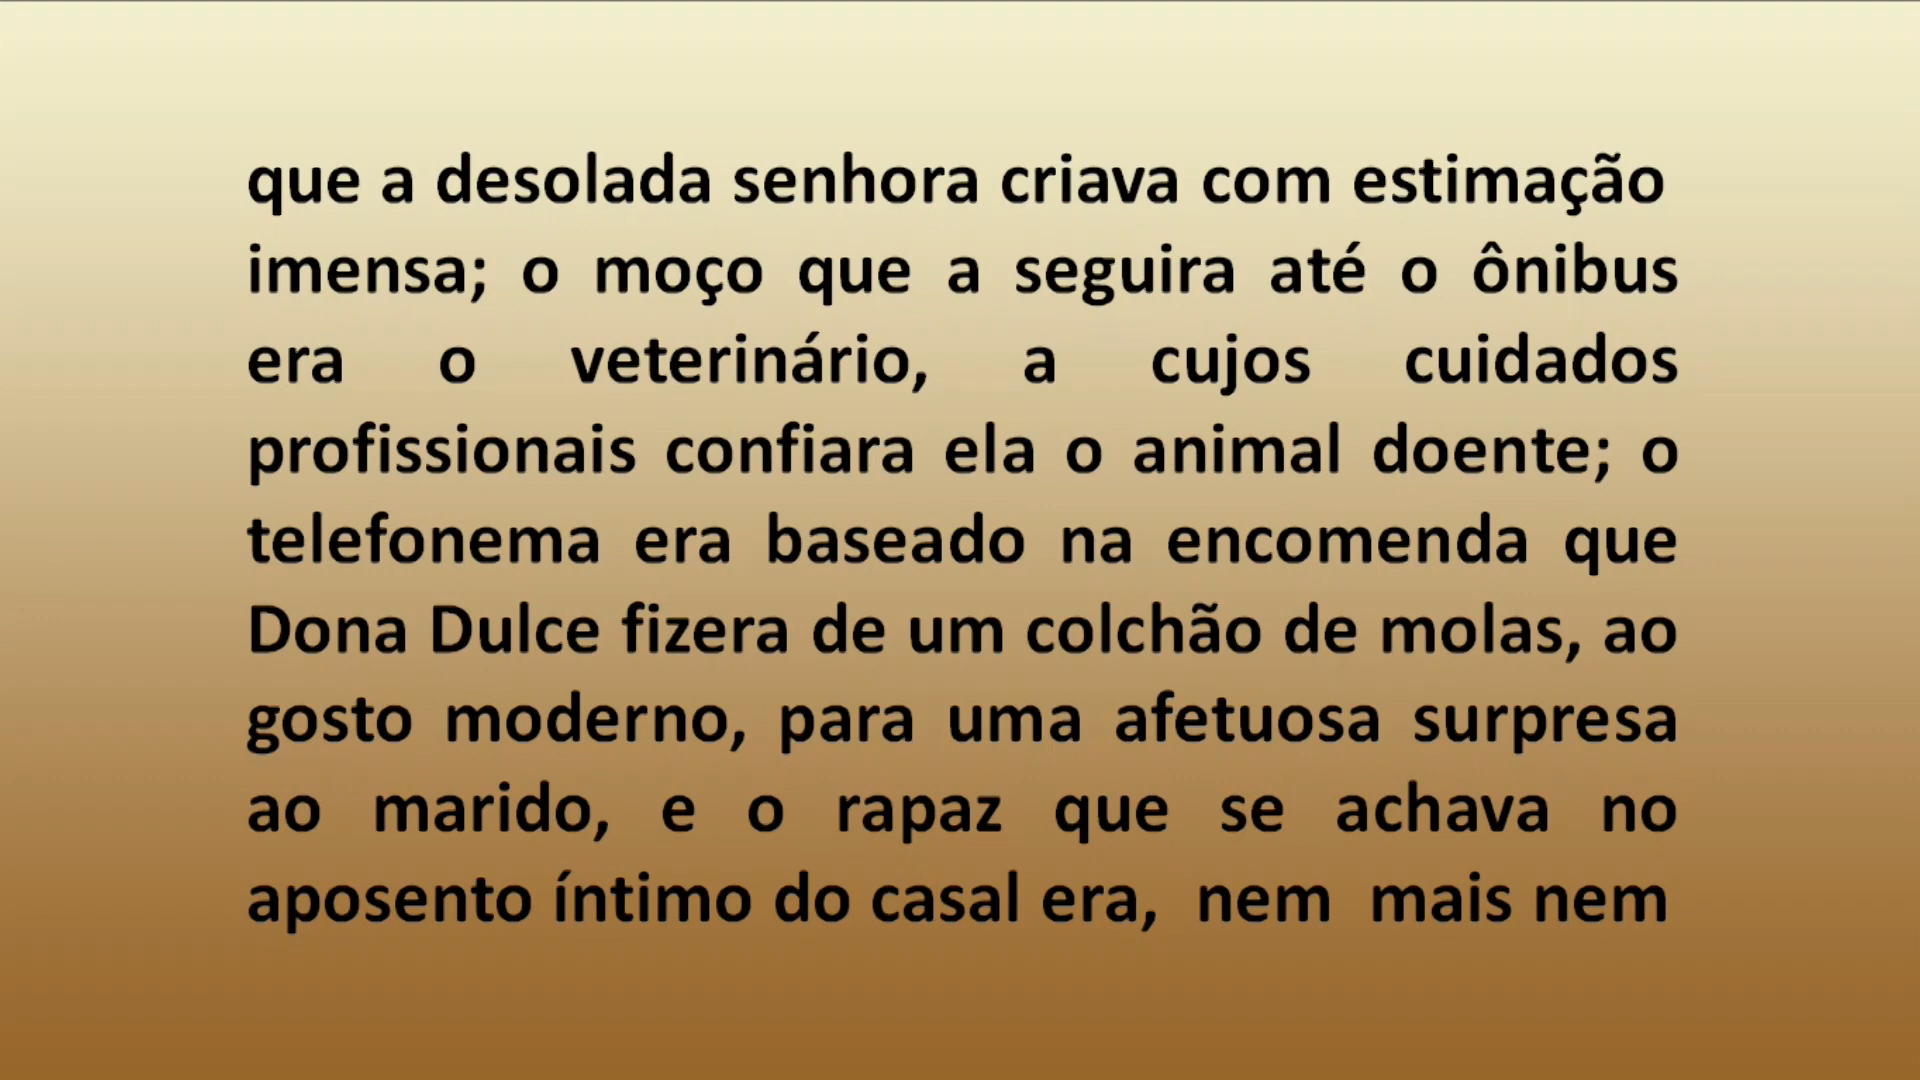 que a desolada senhora criava com estimação
imensa; o moço que a seguira até o ônibus
era o veterinário, a cujos cuidados
profissionais confiara ela o animal doente; o
telefonema era baseado na encomenda que
Dona Dulce fizera de um colchão de molas, ao
gosto moderno, para uma afetuosa surpresa
ao marido, e o rapaz que se achava no
aposento íntimo do casal era, nem mais nem